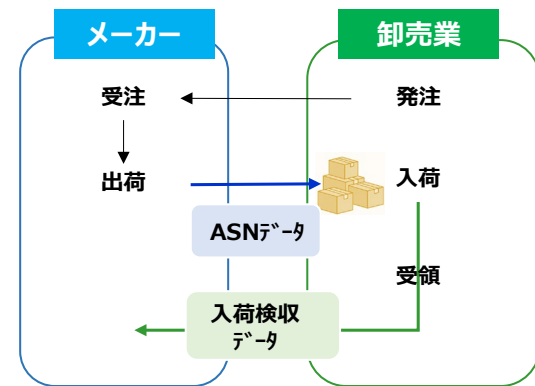 メーカー
卸売業
受注
発注
出荷
入荷
ASNﾃﾞｰﾀ
受領
入荷検収
ﾃﾞｰﾀ